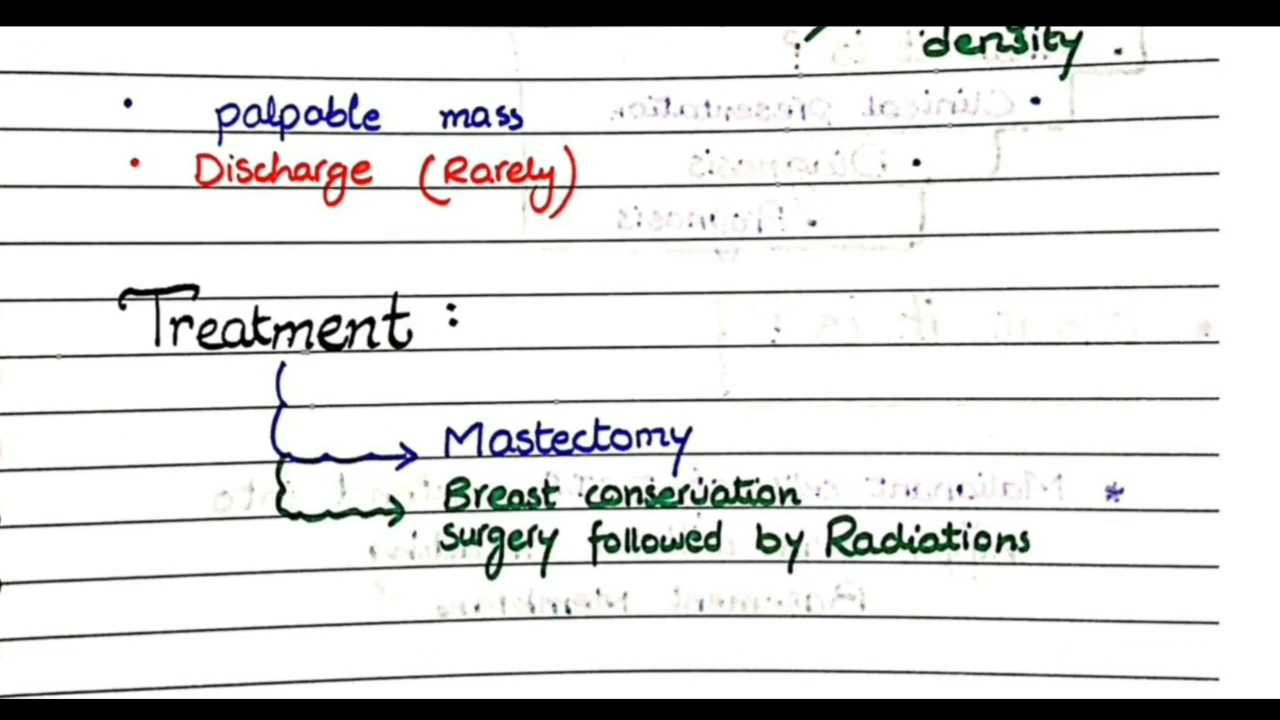 density
• palpable mass
• Discharge (Rarely)
Treatment :
Mastectomy
Breast conservation
surgery followed by Radiations